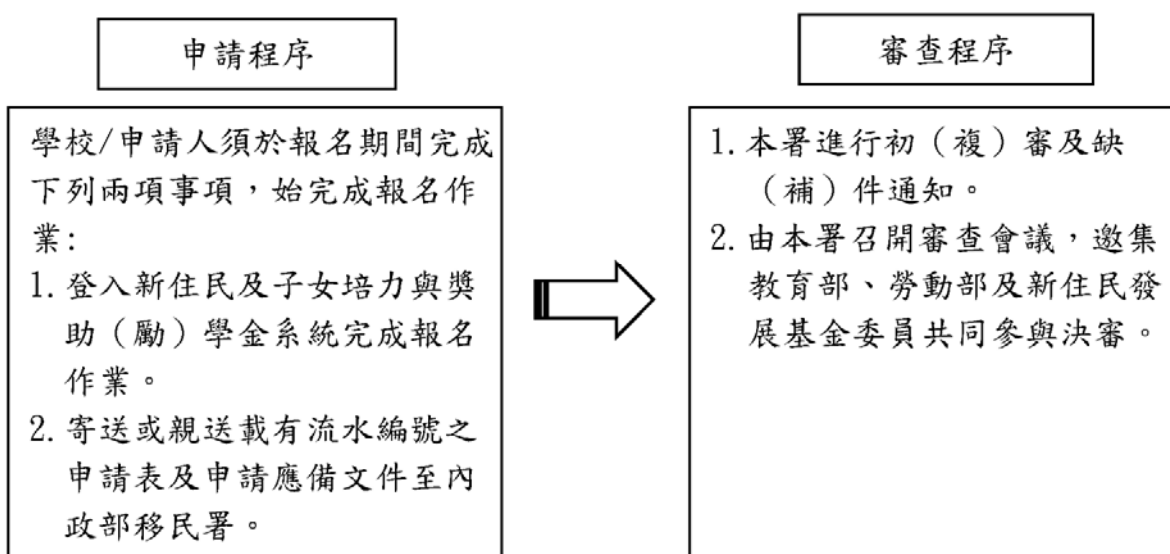 申請程序
學校/申請人須於報名期間完成
下列兩項事項，始完成報名作
業:
1. 登入新住民及子女培力與獎
助（勵）學金系統完成報名
作業。
2. 寄送或親送載有流水編號之
申請表及申請應備文件至內
政部移民署。
審查程序
1. 本署進行初（複）審及缺
（補）件通知。
2. 由本署召開審查會議，邀集
教育部、勞動部及新住民發
展基金委員共同參與決審。